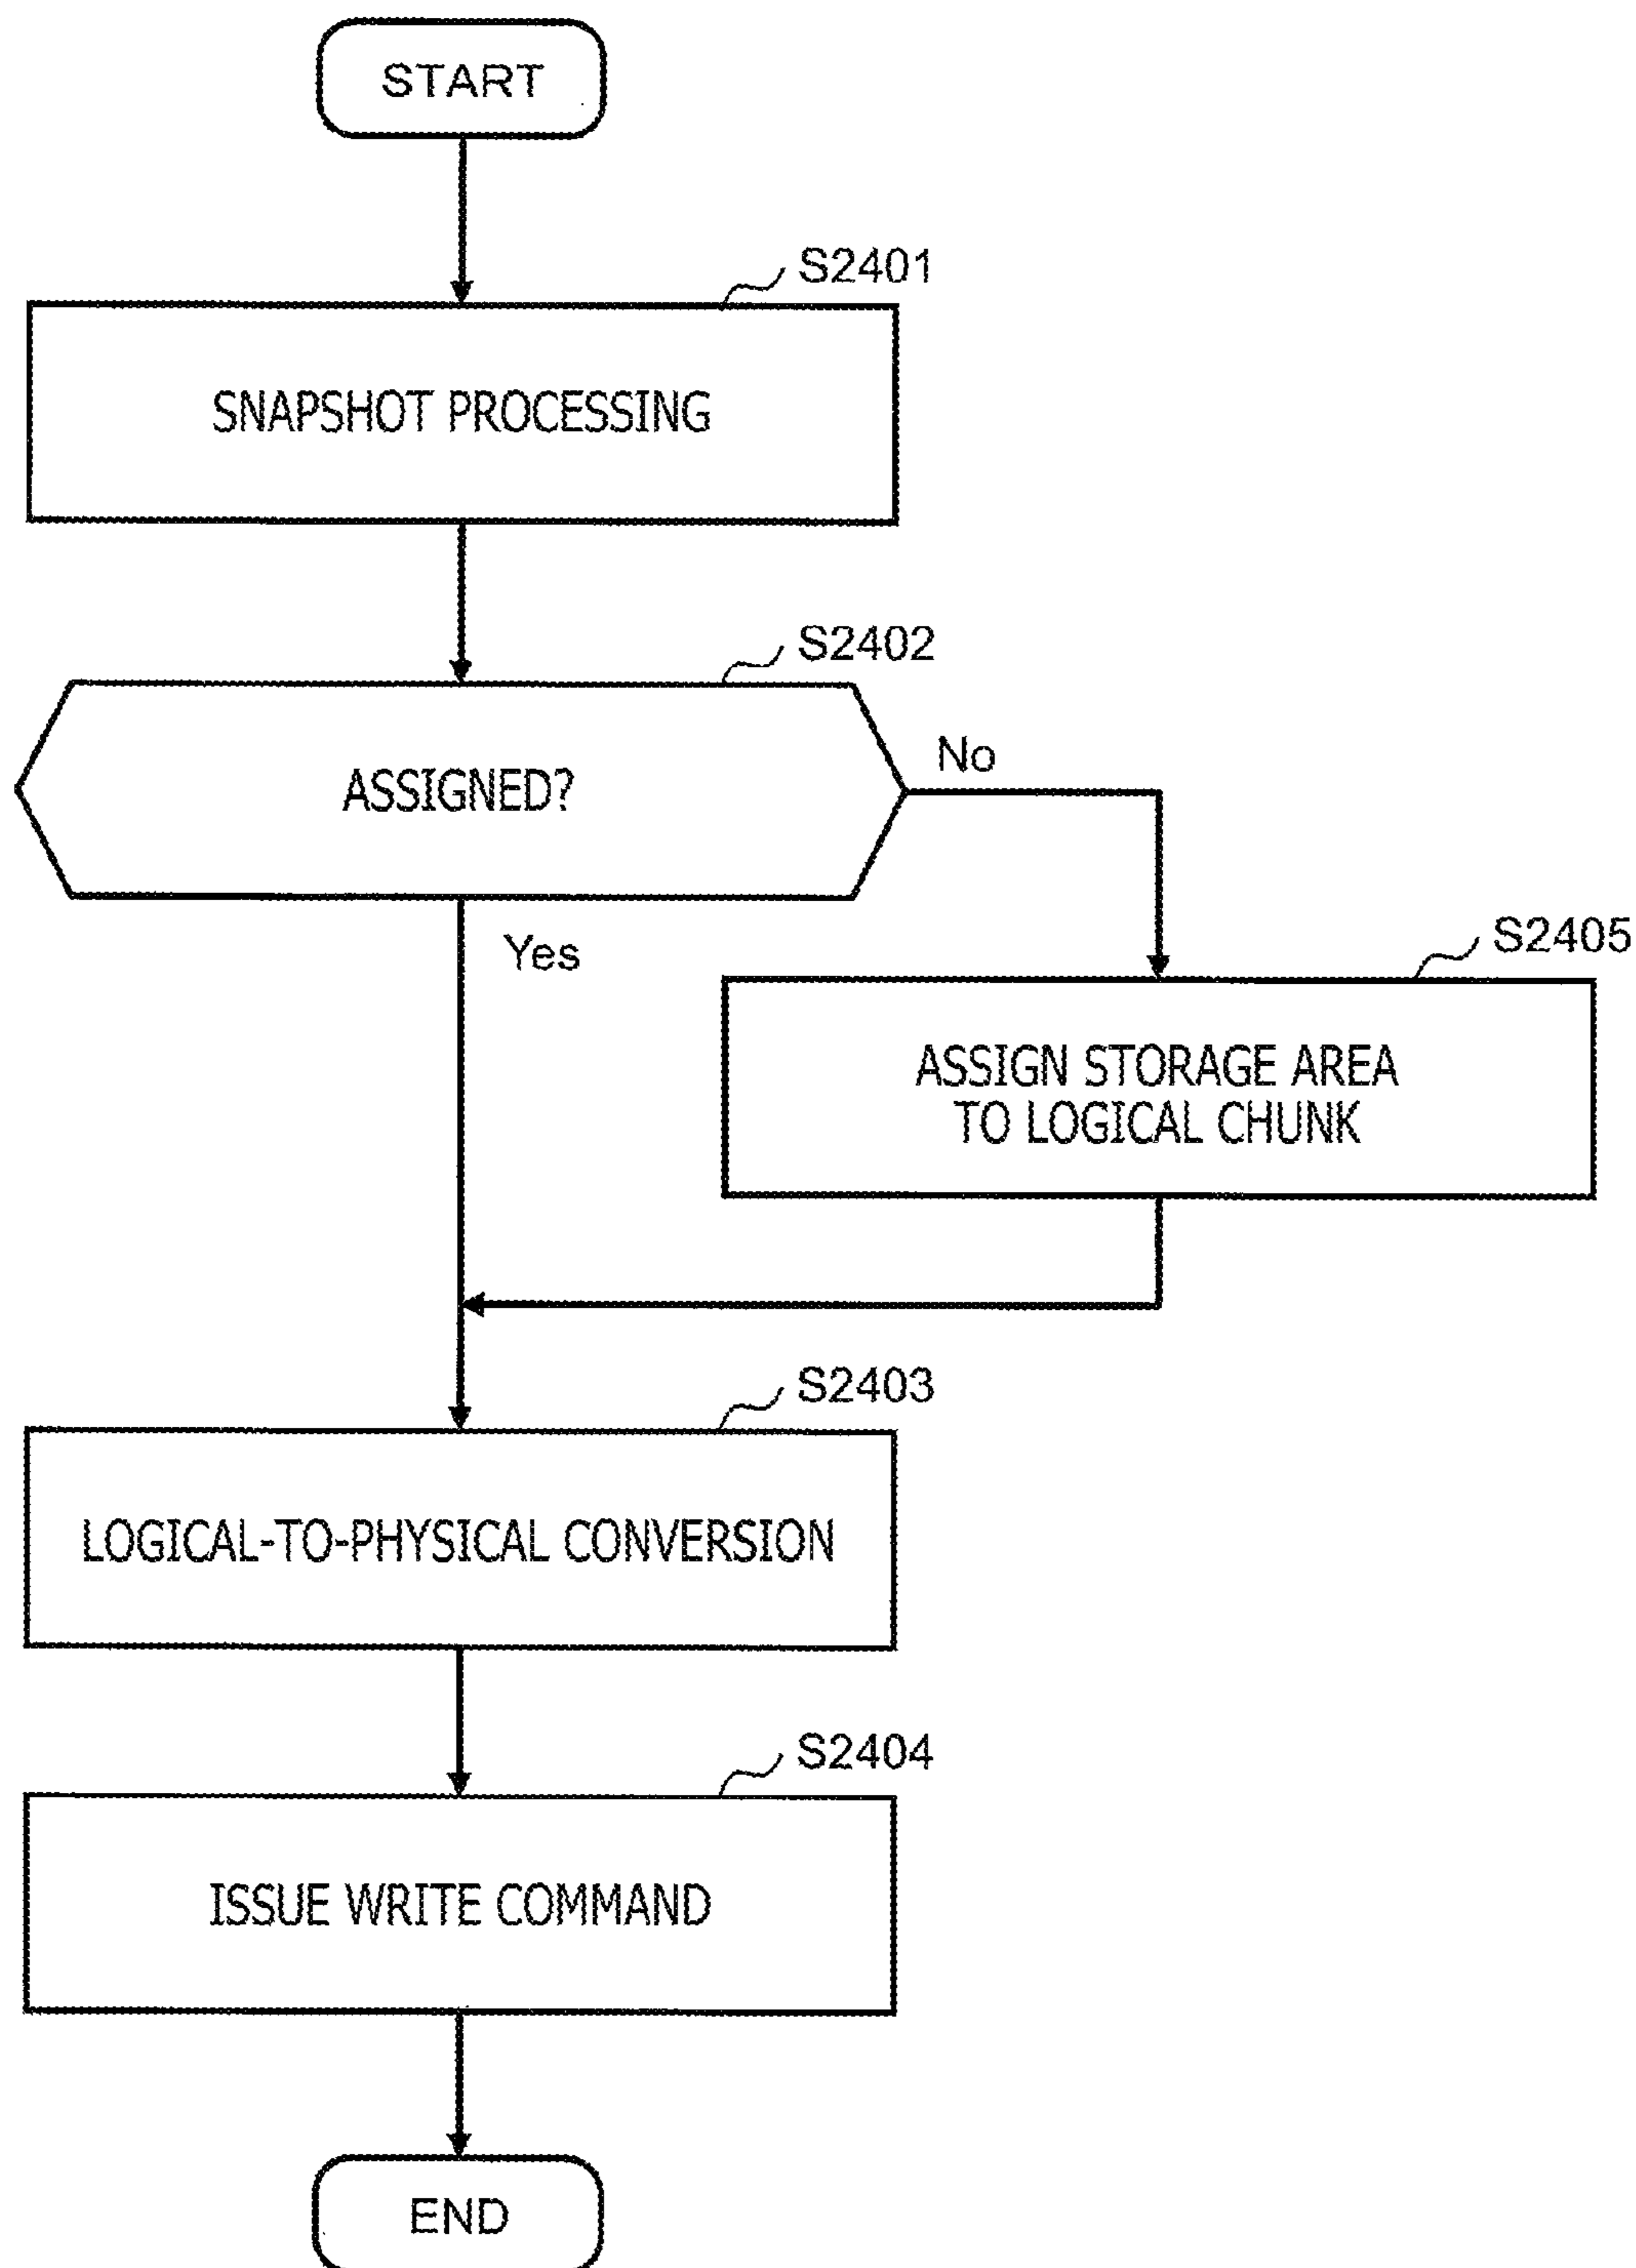 START
S2401
SNAPSHOT PROCESSING
S2402
ASSIGNED?
No
Yes
S2405
ASSIGN STORAGE AREA
TO LOGICAL CHUNK
S2403
LOGICAL-TO-PHYSICAL CONVERSION
S2404
ISSUE WRITE COMMAND
END